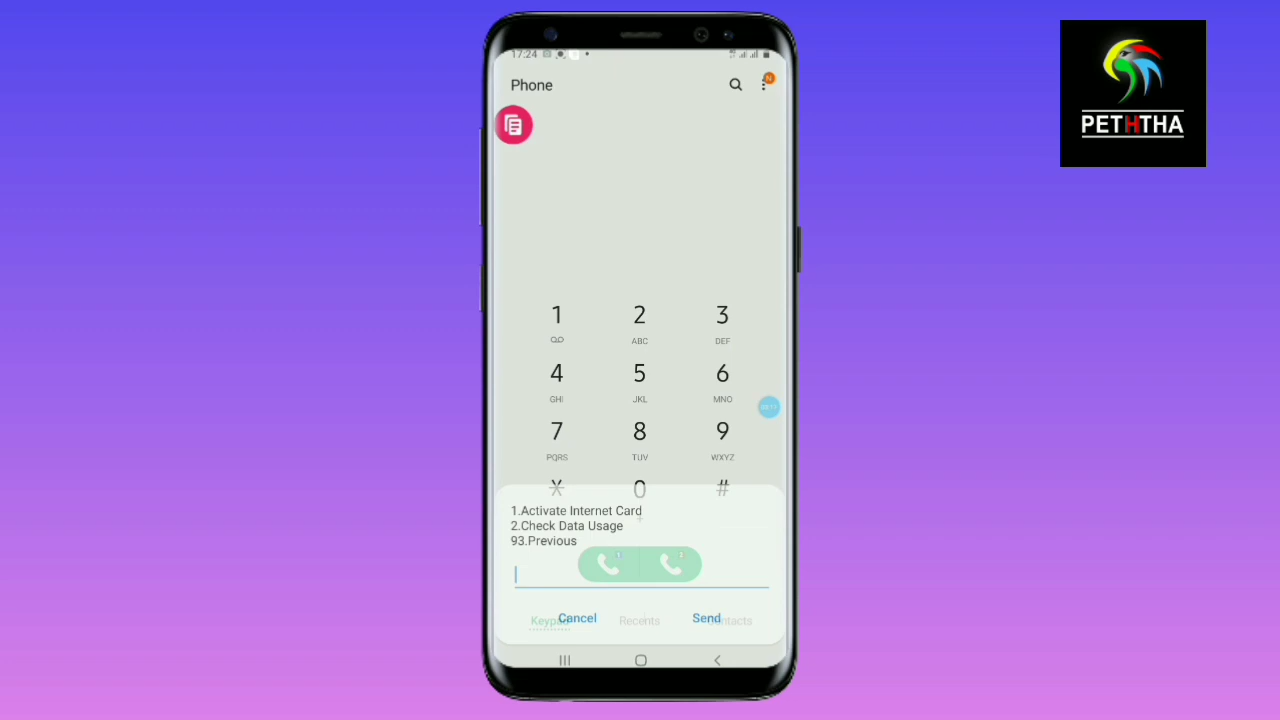 17:24
PETHTHA
Phone
N
1 2 3
ABC DEF
4 5 6
GHI JKL MNO
7 8 9
PQRS TUV WXYZ
0 #
+
1.Activate Internet Card
2.Check Data Usage
93.Previous
Cancel Send
Keypad Recents Contacts